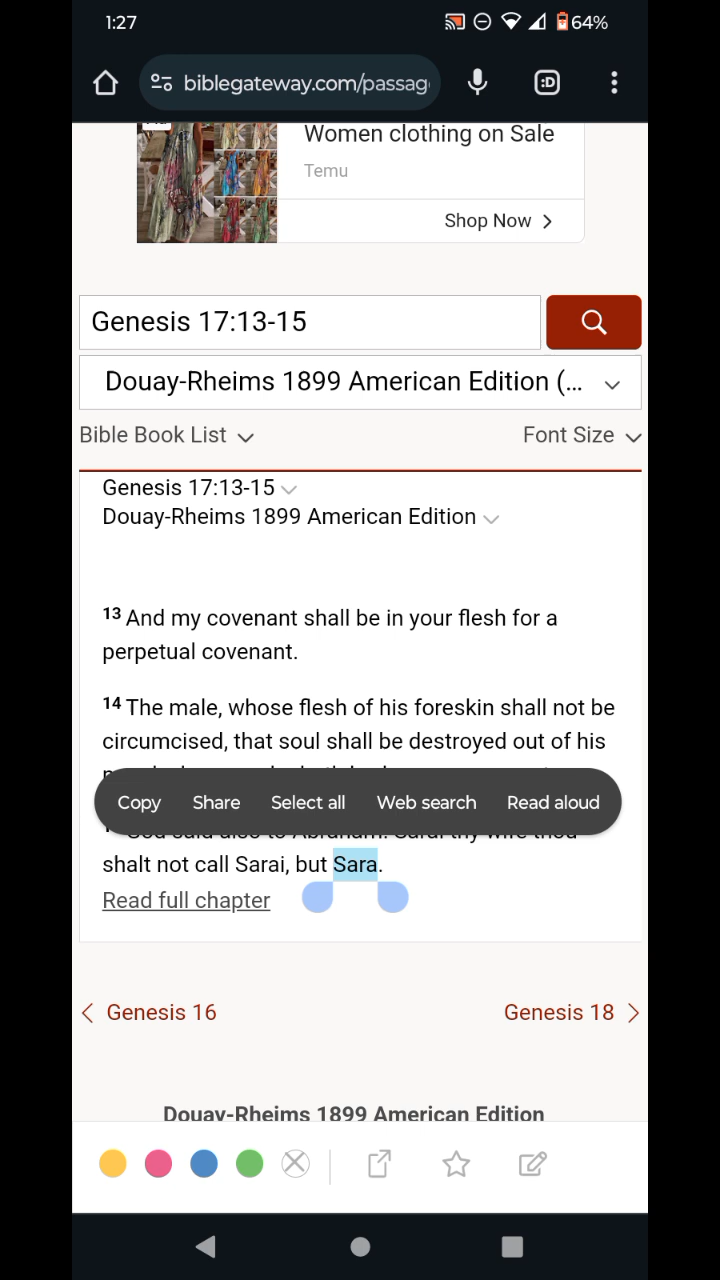 1:27
64%
biblegateway.com/passag
:D
Women clothing on Sale
Temu
Shop Now
Genesis 17:13-15
Douay-Rheims 1899 American Edition (...
Bible Book List
Font Size
Genesis 17:13-15
Douay-Rheims 1899 American Edition
13 And my covenant shall be in your flesh for a
perpetual covenant.
14 The male, whose flesh of his foreskin shall not be
circumcised, that soul shall be destroyed out of his
Copy Share Select all Web search Read aloud
shalt not call Sarai, but Sara.
Read full chapter
Genesis 16
Genesis 18
Douay-Rheims 1899 American Edition